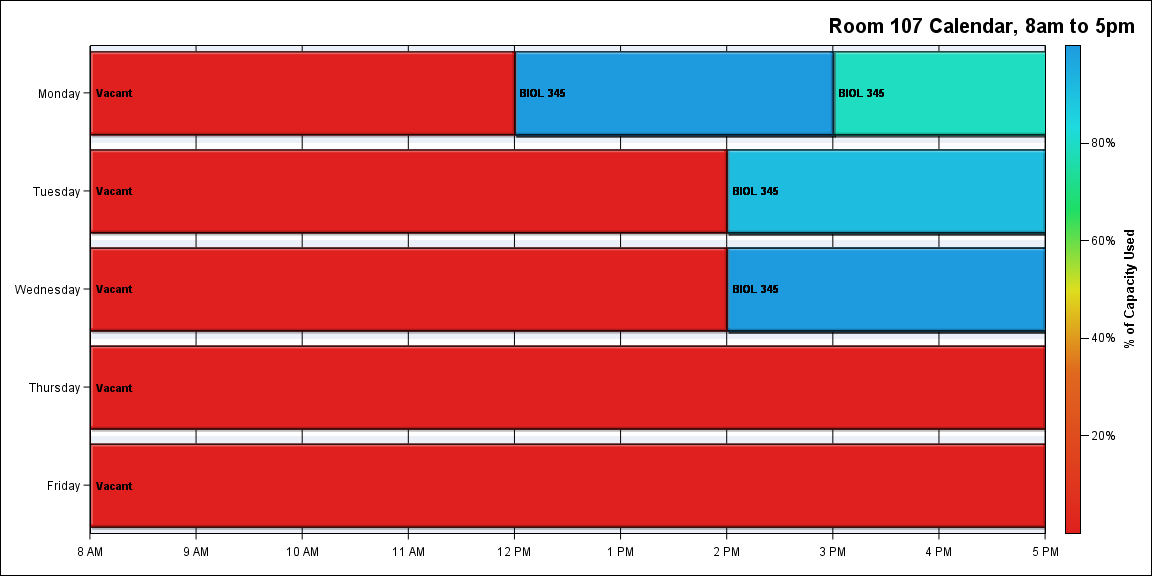 Room 107 Calendar, 8am to 5pm
Monday
Vacant
BIOL 345
BIOL 345
Tuesday
Vacant
BIOL 345
Wednesday
Vacant
BIOL 345
Thursday
Vacant
Friday
Vacant
8 AM 9 AM 10 AM 11 AM 12 PM 1 PM 2 PM 3 PM 4 PM 5 PM
80%
60%
40%
20%
% of Capacity Used